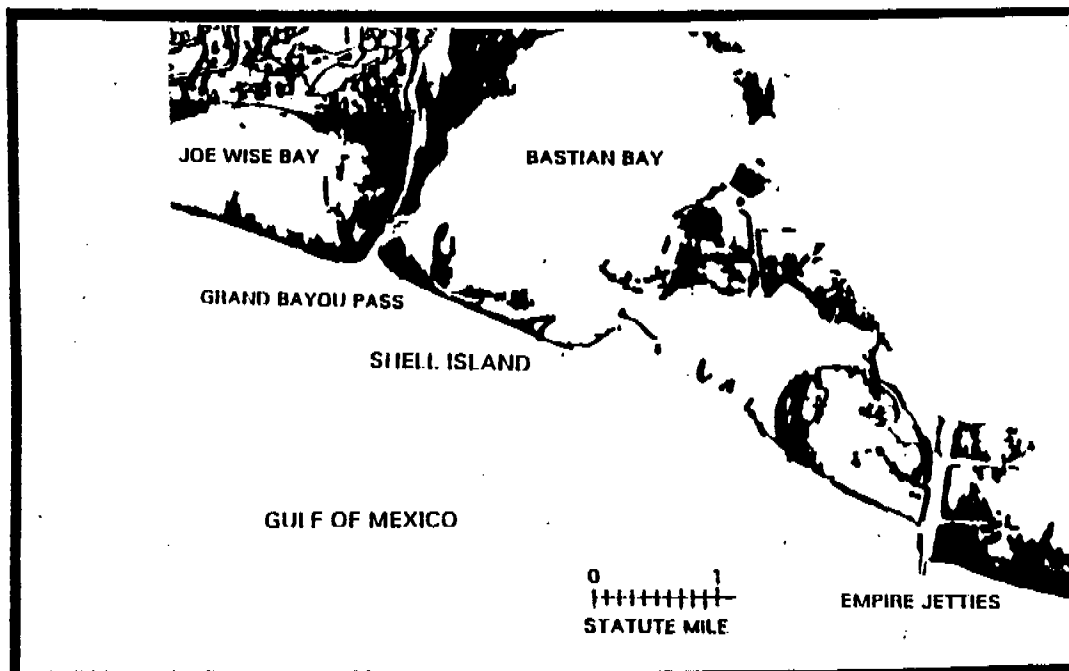 JOE WISE BAY
BASTIAN BAY
GRAND BAYOU PASS
SHELL ISLAND
GULF OF MEXICO
0 1
STATUTE MILE
EMPIRE JETTIES